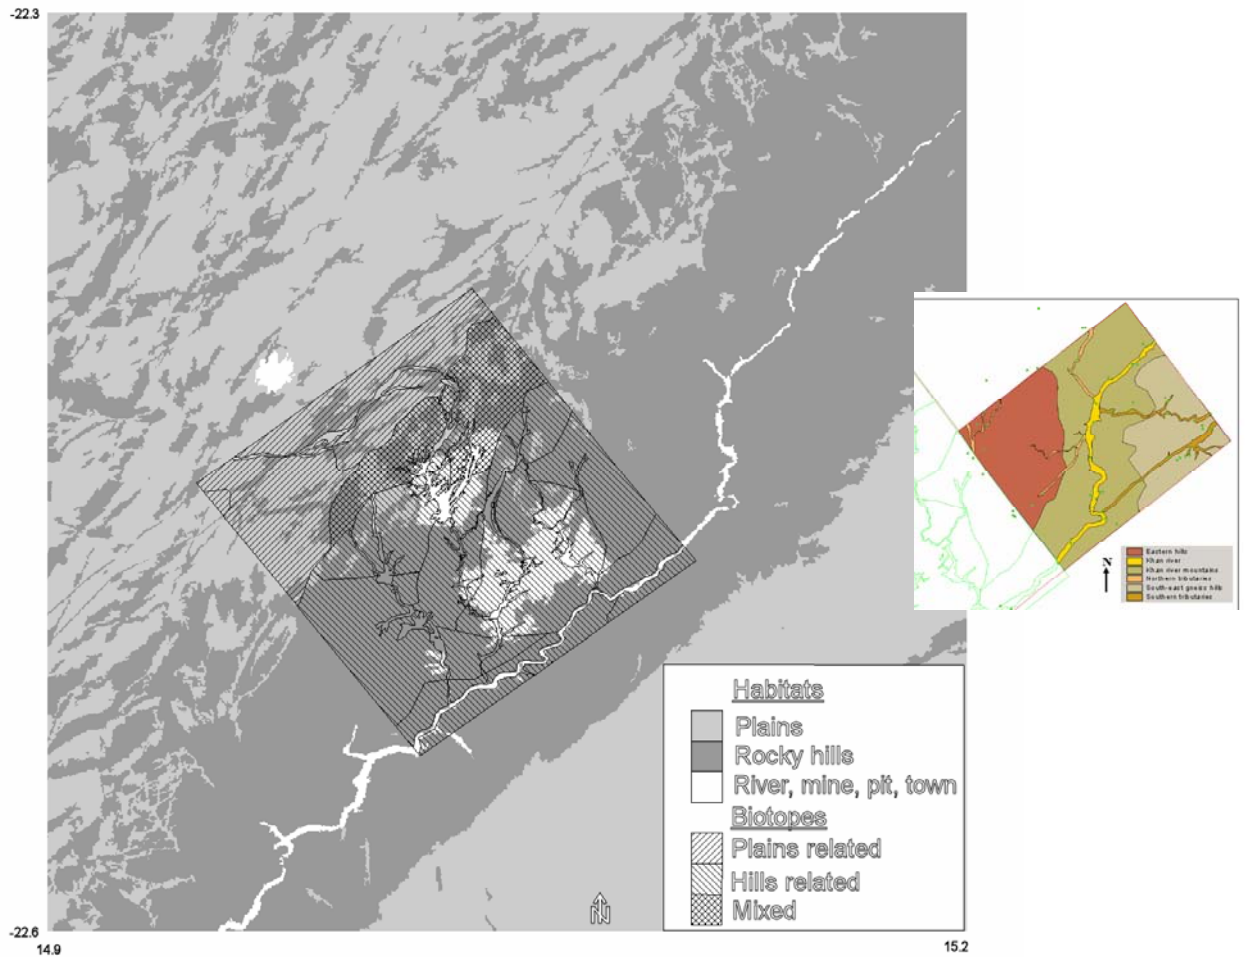 -22.3
Habitats
Plains
Rocky hills
River, mine, pit, town
Biotopes
Plains related
Hills related
Mixed
N
-22.6
14.9
15.2
N
Eastern hills
Khan river
Khan river mountains
Northern tributaries
South-east gneiss hills
Southern tributaries